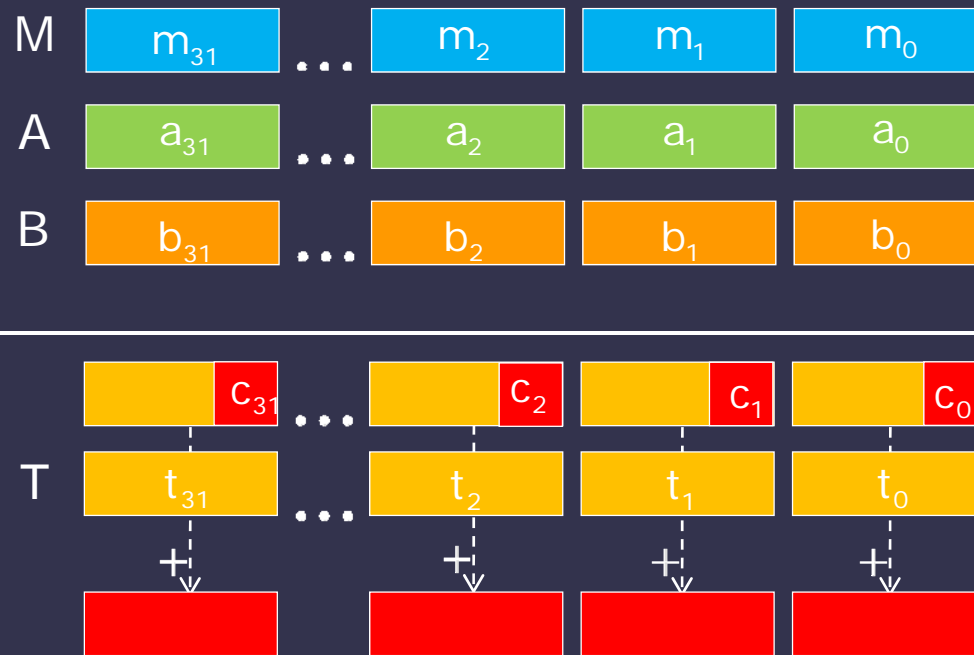 M m₃₁ ... m₂ m₁ m₀
A a₃₁ ... a₂ a₁ a₀
B b₃₁ ... b₂ b₁ b₀
c₃₁ ... c₂ c₁ c₀
T t₃₁ ... t₂ t₁ t₀
+ + + +